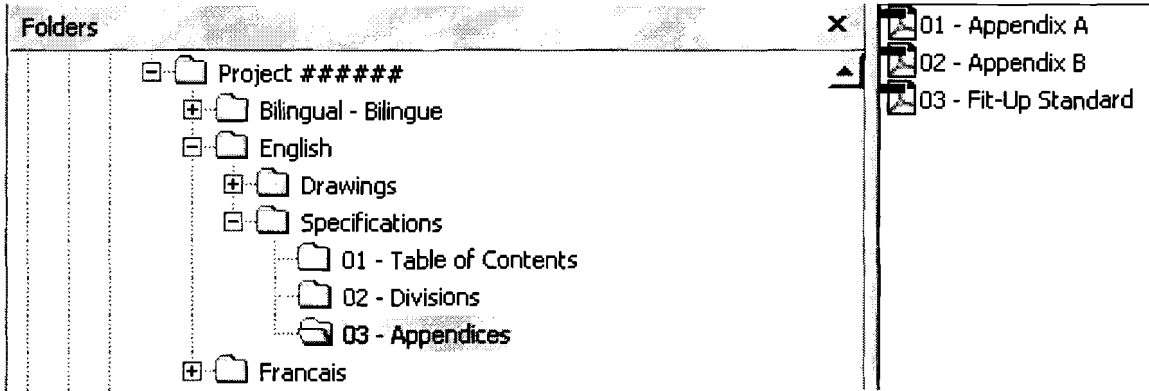 Folders
Project ######
Bilingual - Bilingue
English
Drawings
Specifications
01 - Table of Contents
02 - Divisions
03 - Appendices
Francais
01 - Appendix A
02 - Appendix B
03 - Fit-Up Standard